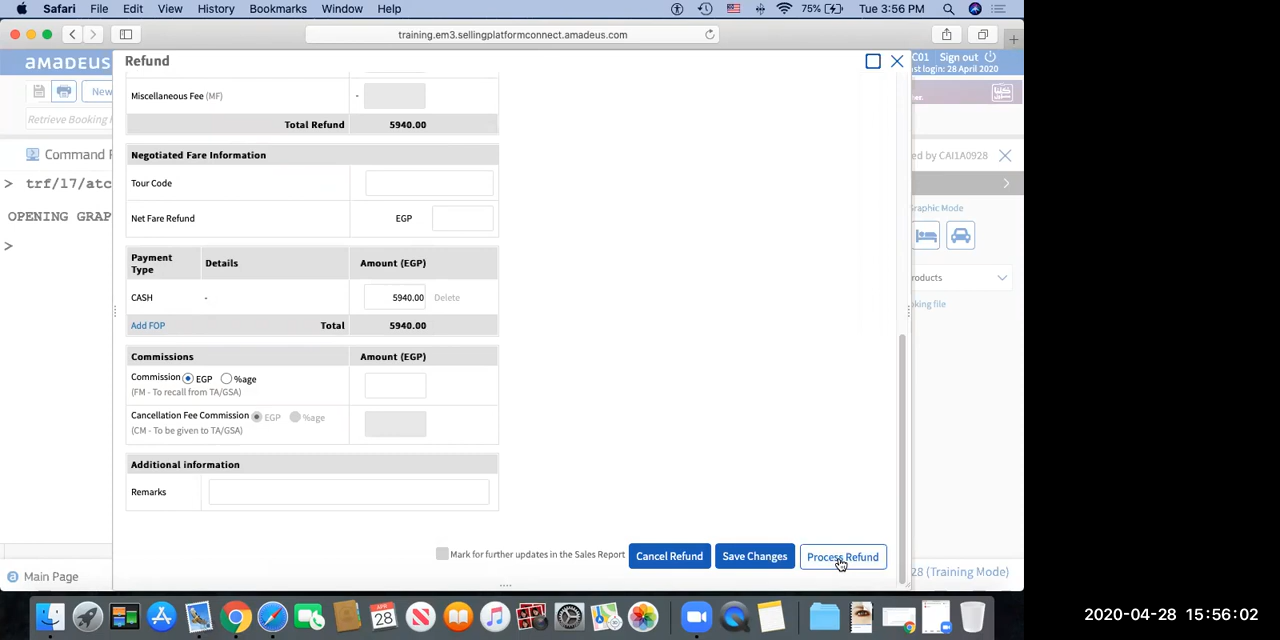 Safari File Edit View History Bookmarks Window Help 75% Tue 3:56 PM
training.em3.sellingplatformconnect.amadeus.com
amadeus
Refund
C01 Sign out
st login: 28 April 2020
New
Retrieve Booking
Command
ed by CAI1A0928
> trf/l7/atc
OPENING GRAP
>
Graphic Mode
roducts
oking file
Miscellaneous Fee (MF) -
Total Refund 5940.00
Negotiated Fare Information
Tour Code
Net Fare Refund EGP
Payment Type Details Amount (EGP)
CASH - 5940.00 Delete
Add FOP Total 5940.00
Commissions Amount (EGP)
Commission EGP %age
(FM - To recall from TA/GSA)
Cancellation Fee Commission EGP %age
(CM - To be given to TA/GSA)
Additional information
Remarks
Mark for further updates in the Sales Report Cancel Refund Save Changes Process Refund
Main Page
28 (Training Mode)
APR
28
2020-04-28 15:56:02